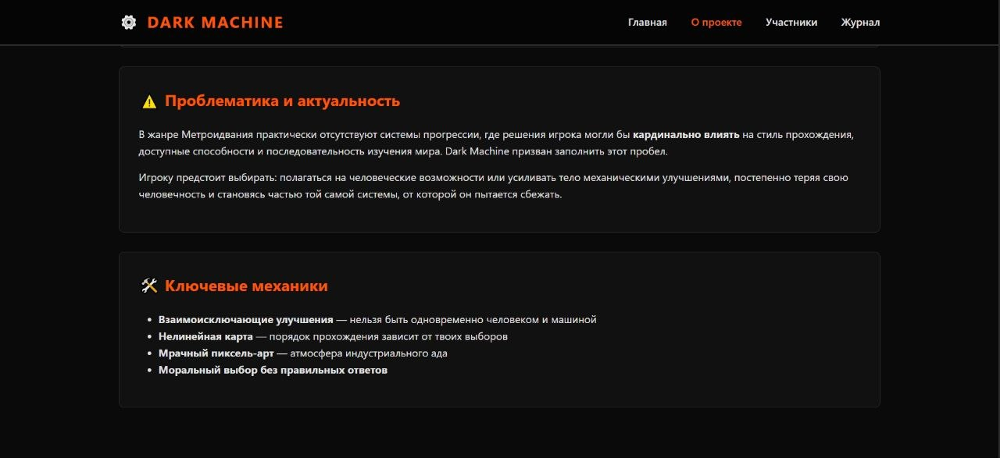 DARK MACHINE
Главная О проекте Участники Журнал
Проблематика и актуальность
В жанре Метроидвания практически отсутствуют системы прогрессии, где решения игрока могли бы кардинально влиять на стиль прохождения,
доступные способности и последовательность изучения мира. Dark Machine призван заполнить этот пробел.
Игроку предстоит выбирать: полагаться на человеческие возможности или усиливать тело механическими улучшениями, постепенно теряя свою
человечность и становясь частью той самой системы, от которой он пытается сбежать.
Ключевые механики
• Взаимоисключающие улучшения — нельзя быть одновременно человеком и машиной
• Нелинейная карта — порядок прохождения зависит от твоих выборов
• Мрачный пиксель-арт — атмосфера индустриального ада
• Моральный выбор без правильных ответов